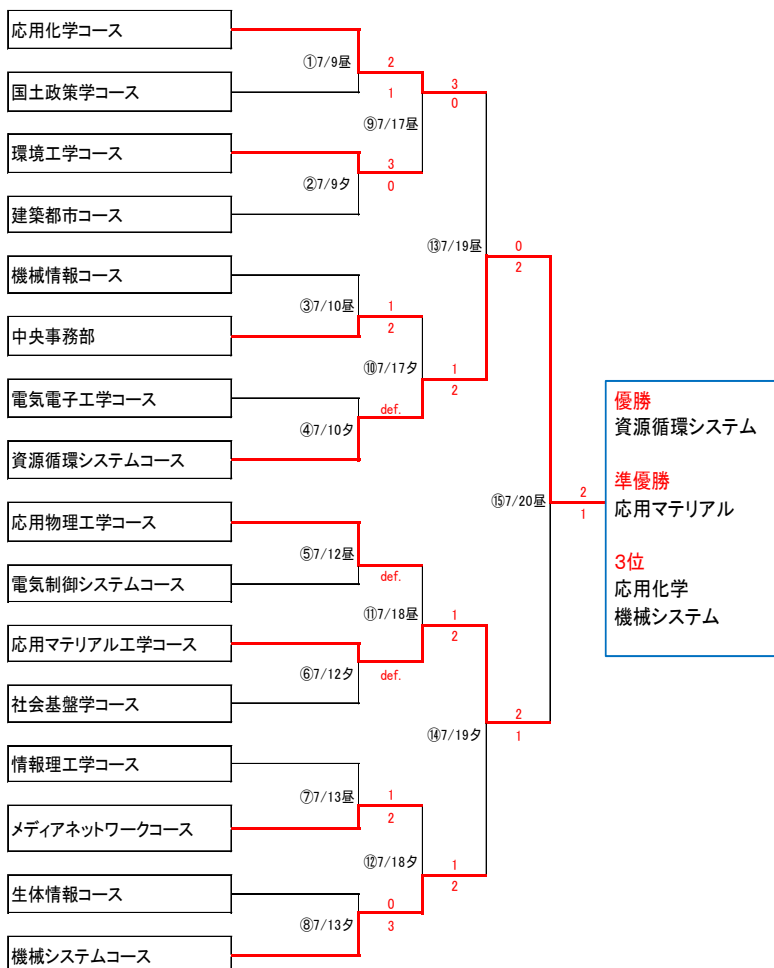 応用化学コース
①7/9昼
2
1
国土政策学コース
3
0
⑨7/17昼
環境工学コース
②7/9夕
3
0
建築都市コース
⑬7/19昼
0
2
機械情報コース
③7/10昼
1
2
中央事務部
⑩7/17夕
1
2
電気電子工学コース
④7/10夕
def.
資源循環システムコース
⑮7/20昼
2
1
応用物理工学コース
⑤7/12昼
def.
電気制御システムコース
⑪7/18昼
1
2
応用マテリアル工学コース
⑥7/12夕
def.
社会基盤学コース
⑭7/19夕
2
1
情報理工学コース
⑦7/13昼
1
2
メディアネットワークコース
⑫7/18夕
1
2
生体情報コース
⑧7/13夕
0
3
機械システムコース
優勝
資源循環システム
準優勝
応用マテリアル
3位
応用化学
機械システム